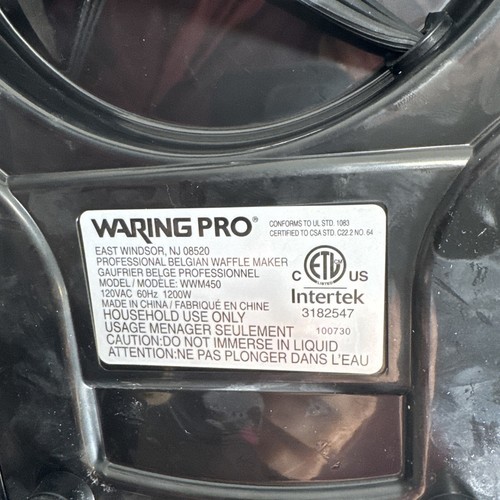 WARING PRO®
CONFORMS TO UL STD. 1083
CERTIFIED TO CSA STD. C22.2 NO. 64
EAST WINDSOR, NJ 08520
PROFESSIONAL BELGIAN WAFFLE MAKER
GAUFRIER BELGE PROFESSIONNEL
MODEL / MODÈLE: WWM450
120VAC 60Hz 1200W
MADE IN CHINA / FABRIQUÉ EN CHINE
HOUSEHOLD USE ONLY
USAGE MENAGER SEULEMENT
CAUTION:DO NOT IMMERSE IN LIQUID
ATTENTION:NE PAS PLONGER DANS L'EAU
C ETL US
LISTED
Intertek
3182547
100730